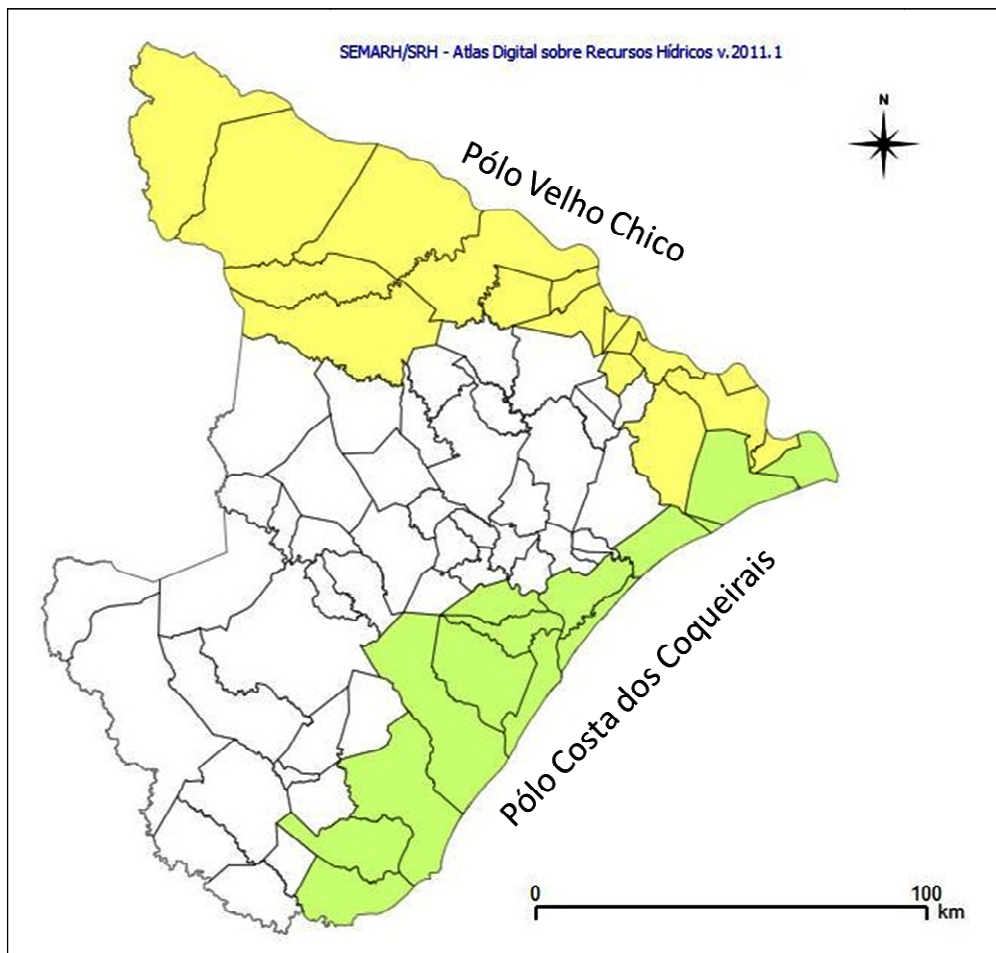 SEMARH/SRH - Atlas Digital sobre Recursos Hídricos v.2011.1
N
Pólo Velho Chico
Pólo Costa dos Coqueirais
0 100
km